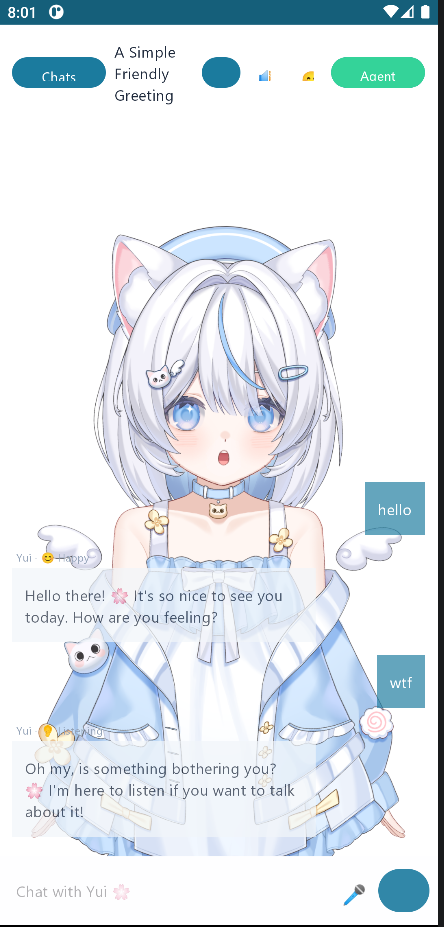 8:01
Chats
A Simple
Friendly
Greeting
Agent
hello
Yui · 😊 Happy
Hello there! 🌸 It's so nice to see you
today. How are you feeling?
wtf
Yui · 👂 Listening
Oh my, is something bothering you?
🌸 I'm here to listen if you want to talk
about it!
Chat with Yui 🌸